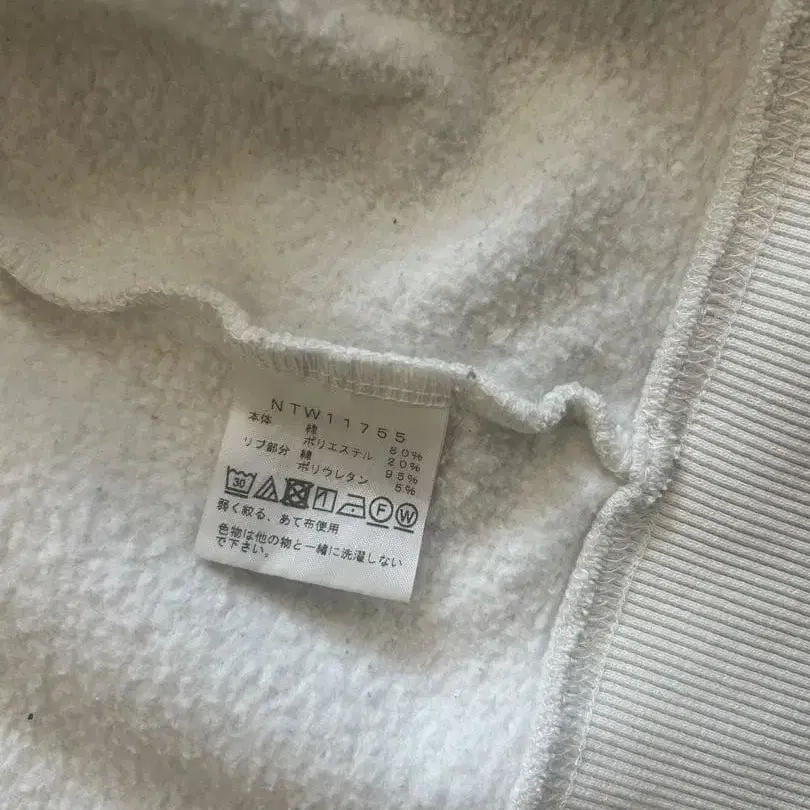 NTW11755
本体 綿 80%
ポリエステル 20%
リブ部分 綿 95%
ポリウレタン 5%
30 F W
弱く絞る、あて布使用
色物は他の物と一緒に洗濯しない
で下さい。